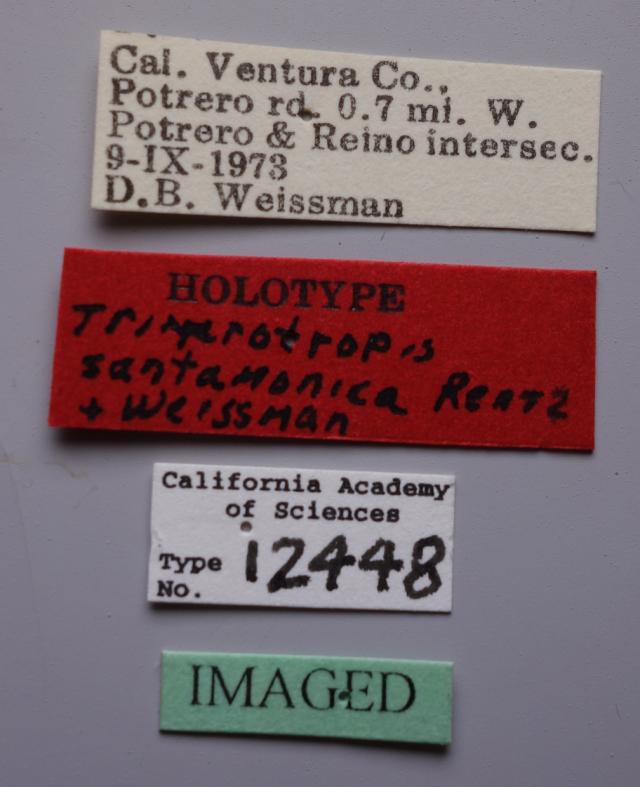 Cal. Ventura Co.,
Potrero rd. 0.7 mi. W.
Potrero & Reino intersec.
9-IX-1973
D.B. Weissman
HOLOTYPE
Trimerotropis
santamonica Rentz
+ Weissman
California Academy
of Sciences
Type
No. 12448
IMAGED